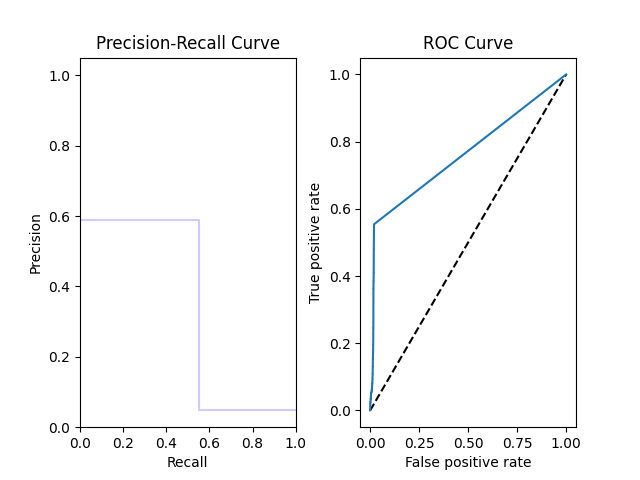 Precision-Recall Curve
1.0
0.8
0.6
0.4
0.2
0.0
Precision
0.0 0.2 0.4 0.6 0.8 1.0
Recall
ROC Curve
1.0
0.8
0.6
0.4
0.2
0.0
True positive rate
0.00 0.25 0.50 0.75 1.00
False positive rate